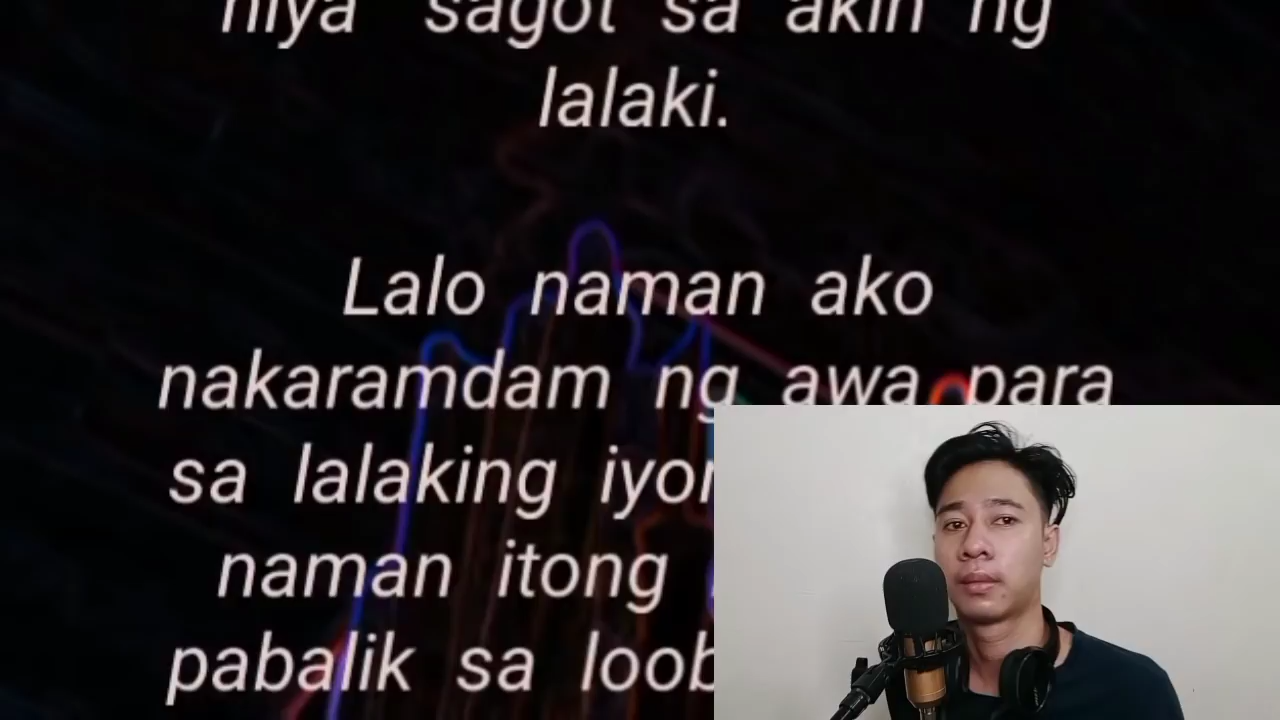 niya sagot sa akin ng
lalaki.
Lalo naman ako
nakaramdam ng awa para
sa lalaking
naman itong
pabalik sa